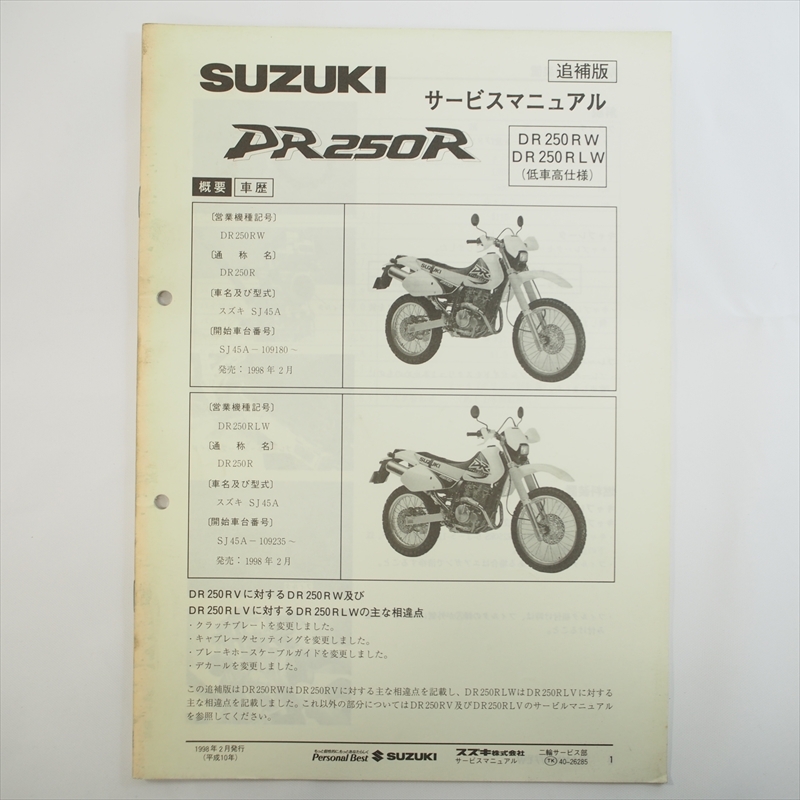 SUZUKI
追補版
サービスマニュアル
DR250R
DR250RW
DR250RLW
(低車高仕様)
概要 車歴
〔営業機種記号〕
DR250RW
〔通称名〕
DR250R
〔車名及び型式〕
スズキ SJ45A
〔開始車台番号〕
SJ45A－109180～
発売：1998年2月
〔営業機種記号〕
DR250RLW
〔通称名〕
DR250R
〔車名及び型式〕
スズキ SJ45A
〔開始車台番号〕
SJ45A－109235～
発売：1998年2月
DR250RVに対するDR250RW及び
DR250RLVに対するDR250RLWの主な相違点
・クラッチプレートを変更しました。
・キャブレータセッティングを変更しました。
・ブレーキホースケーブルガイドを変更しました。
・デカールを変更しました。
この追補版はDR250RWはDR250RVに対する主な相違点を記載し、DR250RLWはDR250RLVに対する
主な相違点を記載しました。これ以外の部分についてはDR250RV及びDR250RLVのサービルマニュアル
を参照してください。
1998年2月発行
(平成10年)
Personal Best
SUZUKI
スズキ株式会社
サービスマニュアル
二輪サービス部
TK 40-26285
1